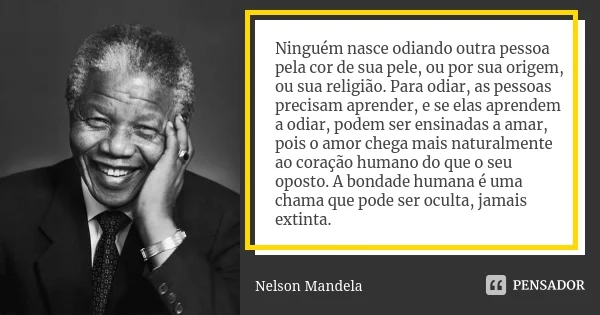 Ninguém nasce odiando outra pessoa
pela cor de sua pele, ou por sua origem,
ou sua religião. Para odiar, as pessoas
precisam aprender, e se elas aprendem
a odiar, podem ser ensinadas a amar,
pois o amor chega mais naturalmente
ao coração humano do que o seu
oposto. A bondade humana é uma
chama que pode ser oculta, jamais
extinta.
Nelson Mandela
PENSADOR